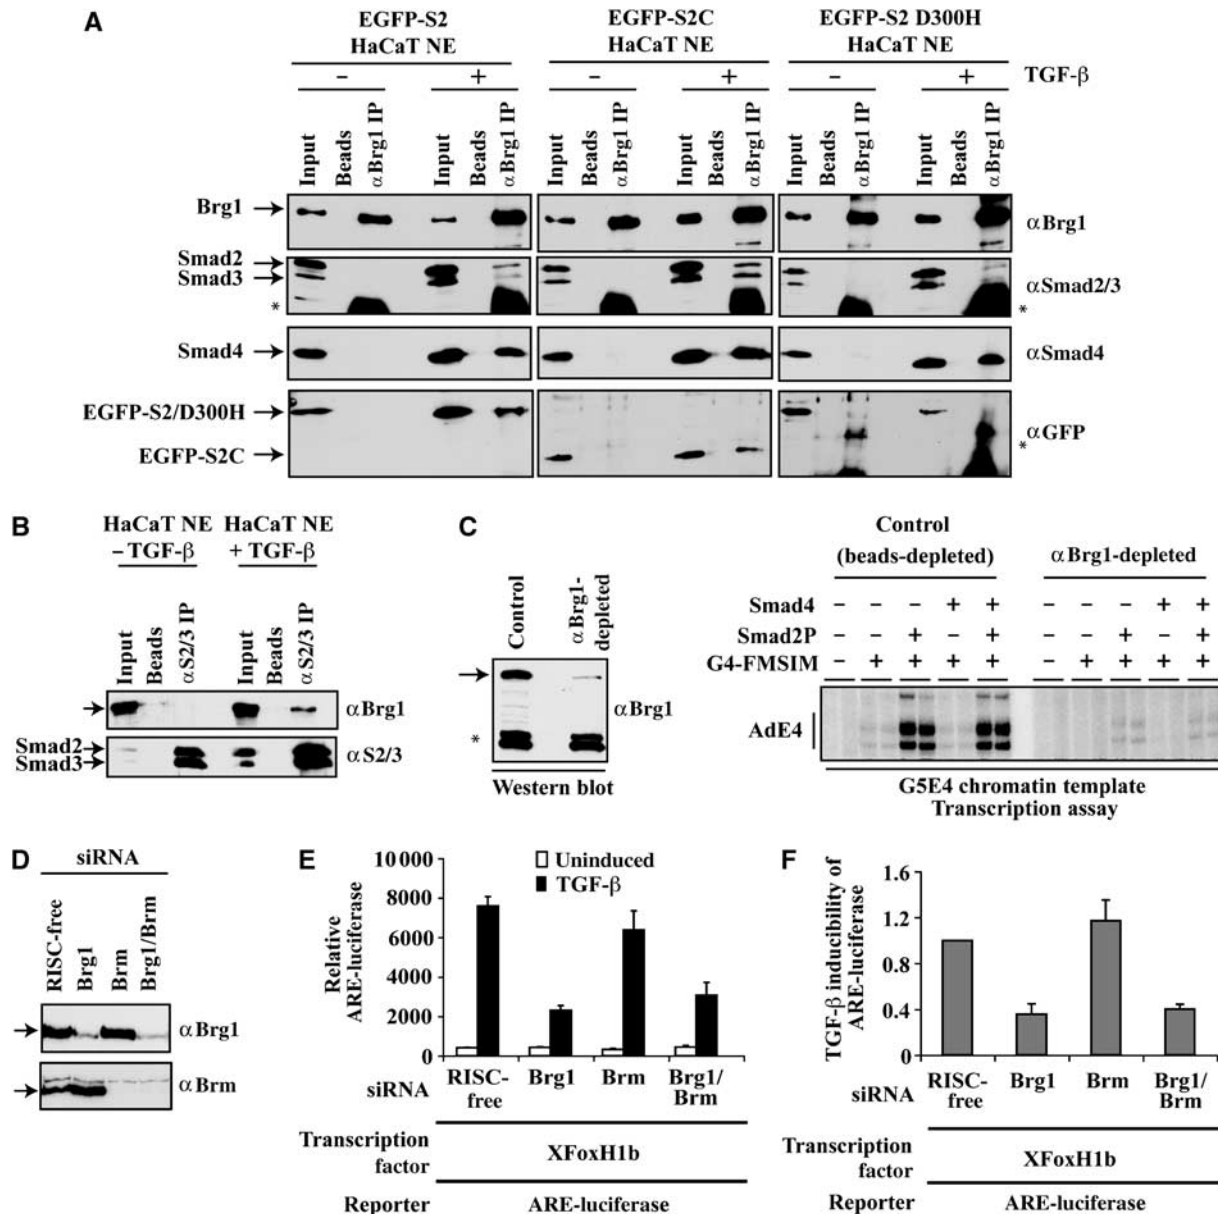 A
EGFP-S2
HaCaT NE
EGFP-S2C
HaCaT NE
EGFP-S2 D300H
HaCaT NE
− + − + − + TGF-β
Input Beads αBrg1 IP Input Beads αBrg1 IP Input Beads αBrg1 IP Input Beads αBrg1 IP Input Beads αBrg1 IP Input Beads αBrg1 IP
Brg1
αBrg1
Smad2
Smad3
αSmad2/3
*
*
Smad4
αSmad4
EGFP-S2/D300H
αGFP
*
EGFP-S2C
B
HaCaT NE
− TGF-β
HaCaT NE
+ TGF-β
Input Beads αS2/3 IP Input Beads αS2/3 IP
αBrg1
Smad2
Smad3
αS2/3
C
Control
αBrg1-
depleted
αBrg1
*
Western blot
Control
(beads-depleted)
αBrg1-depleted
Smad4 − − − + + − − − + +
Smad2P − − + − + − − + − +
G4-FMSIM − + + + + − + + + +
AdE4
G5E4 chromatin template
Transcription assay
D
siRNA
RISC-free Brg1 Brm Brg1/Brm
αBrg1
αBrm
E
Relative
ARE-luciferase
10 000
8000
6000
4000
2000
0
Uninduced
TGF-β
siRNA
RISC-
free
Brg1
Brm
Brg1/
Brm
Transcription
factor
XFoxH1b
Reporter
ARE-luciferase
F
TGF-β inducibility of
ARE-luciferase
1.6
1.2
0.8
0.4
0
siRNA
RISC-
free
Brg1
Brm
Brg1/
Brm
Transcription
factor
XFoxH1b
Reporter
ARE-luciferase